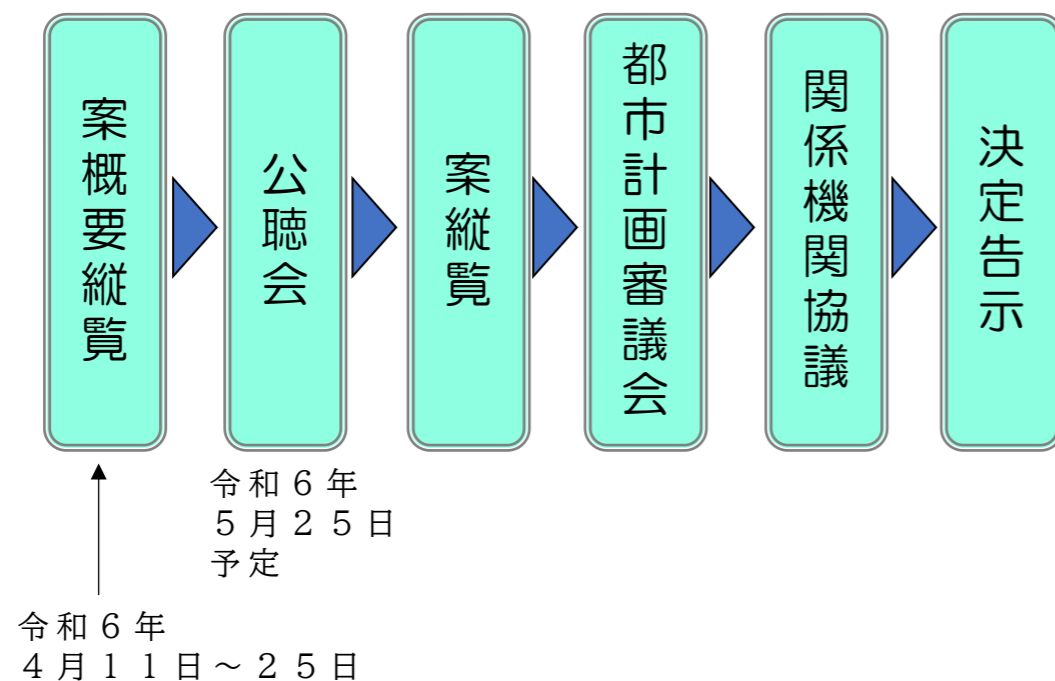 案概要縦覧
公聴会
案縦覧
都市計画審議会
関係機関協議
決定告示
令和６年
５月２５日
予定
令和６年
４月１１日～２５日